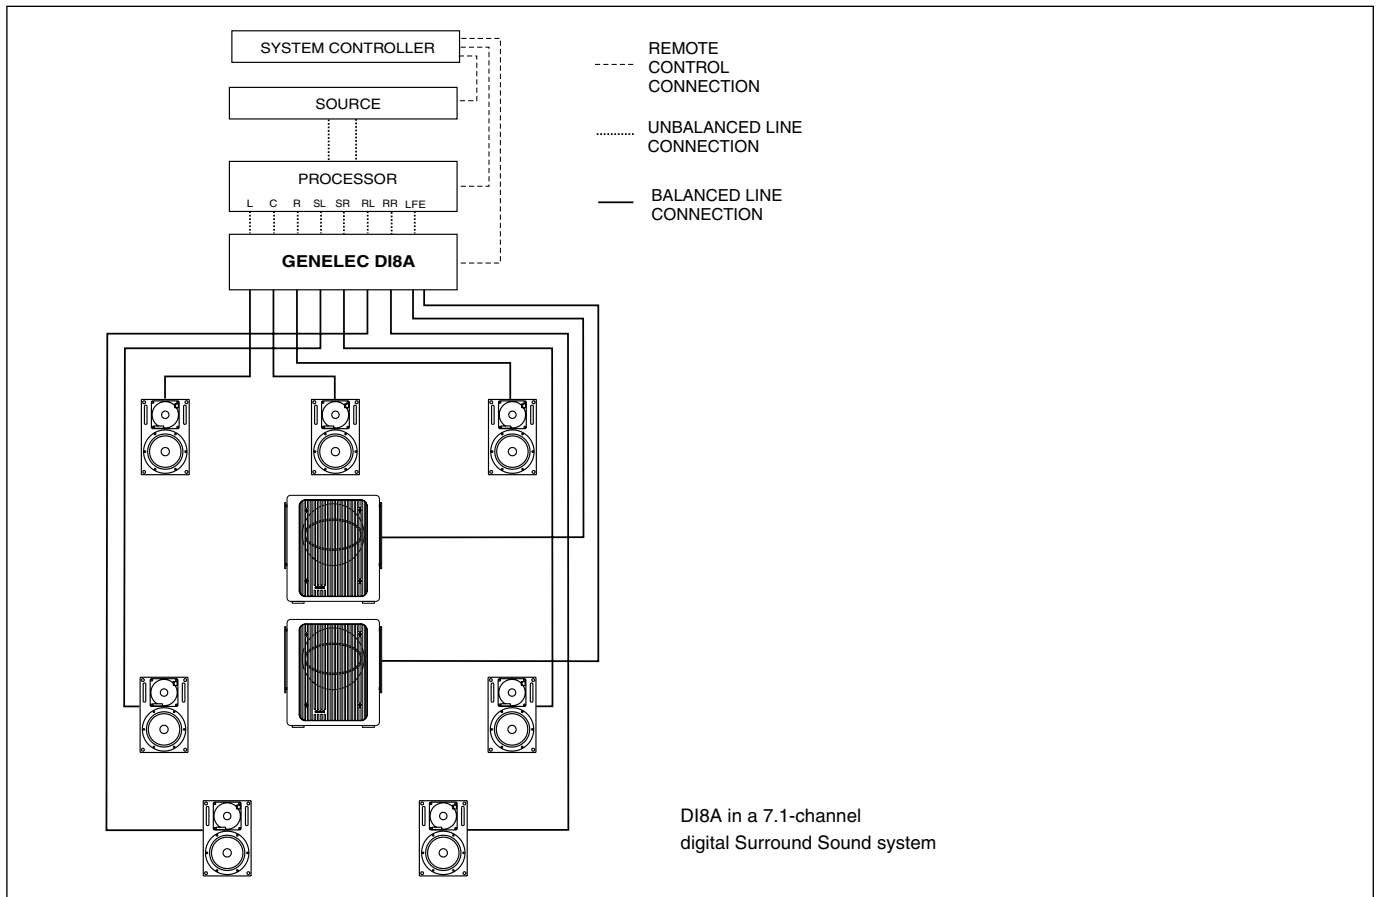 SYSTEM CONTROLLER
SOURCE
PROCESSOR
L C R SL SR RL RR LFE
GENELEC DI8A
REMOTE
CONTROL
CONNECTION
UNBALANCED LINE
CONNECTION
BALANCED LINE
CONNECTION
DI8A in a 7.1-channel
digital Surround Sound system